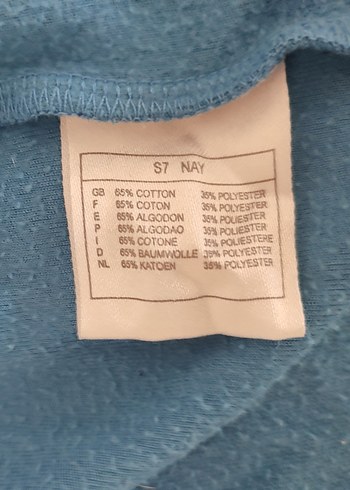 S7 NAY
GB 65% COTTON 35% POLYESTER
F 65% COTON 35% POLYESTER
E 65% ALGODON 35% POLIESTER
P 65% ALGODAO 35% POLIESTER
I 65% COTONE 35% POLIESTERE
D 65% BAUMWOLLE 35% POLYESTER
NL 65% KATOEN 35% POLYESTER